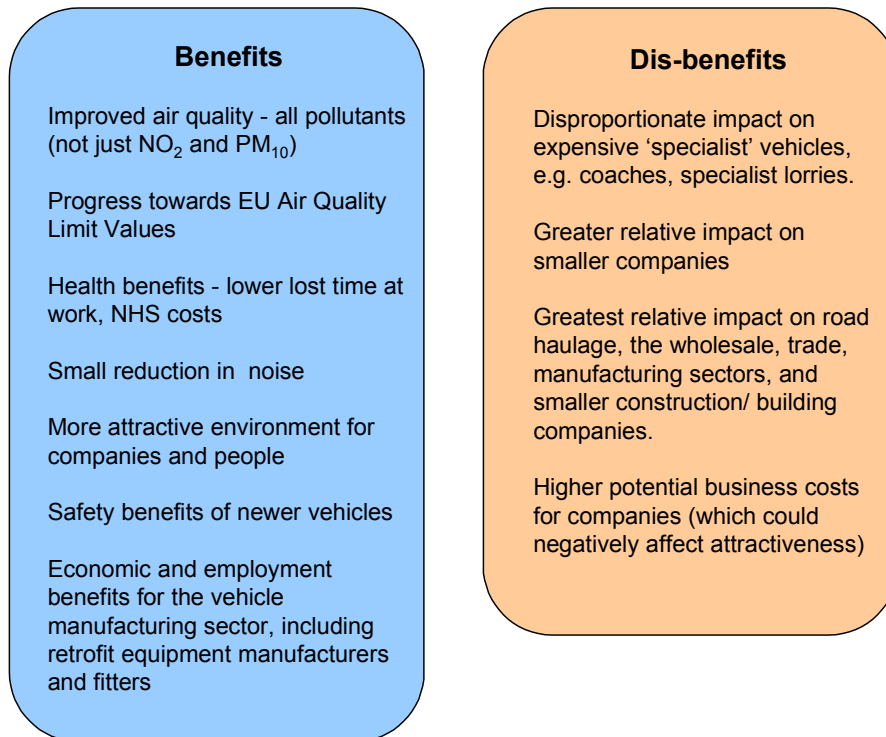 Benefits
Improved air quality - all pollutants
(not just NO₂ and PM₁₀)
Progress towards EU Air Quality
Limit Values
Health benefits - lower lost time at
work, NHS costs
Small reduction in  noise
More attractive environment for
companies and people
Safety benefits of newer vehicles
Economic and employment
benefits for the vehicle
manufacturing sector, including
retrofit equipment manufacturers
and fitters
Dis-benefits
Disproportionate impact on
expensive ‘specialist’ vehicles,
e.g. coaches, specialist lorries.
Greater relative impact on
smaller companies
Greatest relative impact on road
haulage, the wholesale, trade,
manufacturing sectors, and
smaller construction/ building
companies.
Higher potential business costs
for companies (which could
negatively affect attractiveness)